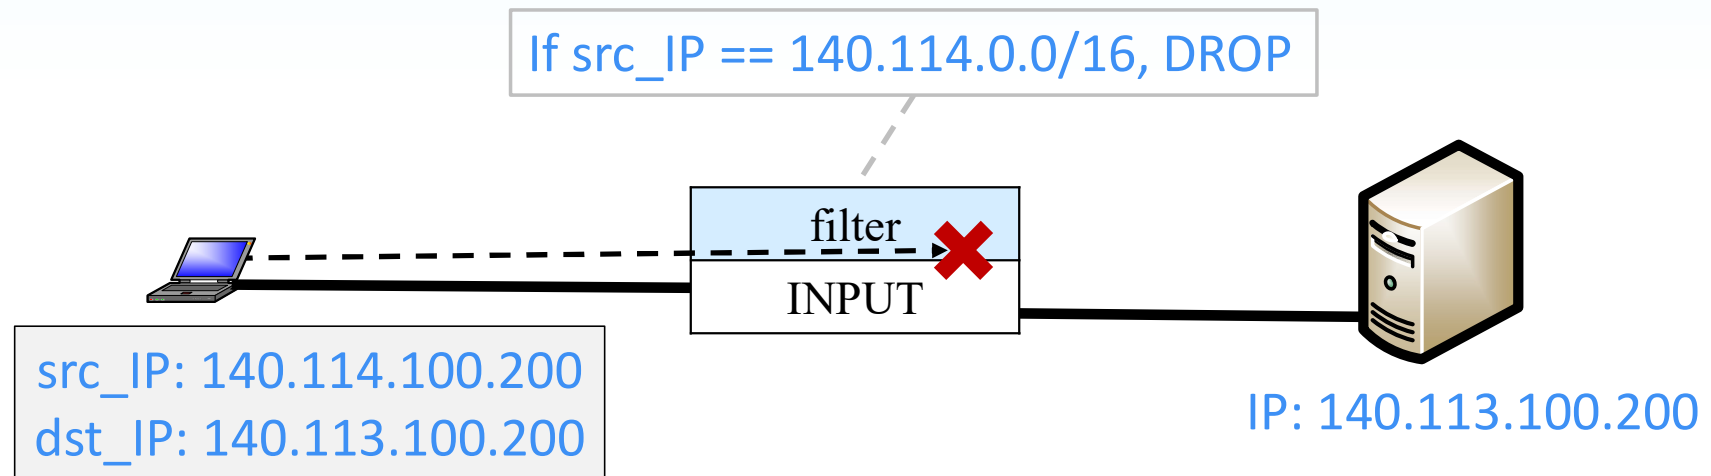 If src_IP == 140.114.0.0/16, DROP
filter
INPUT
src_IP: 140.114.100.200
dst_IP: 140.113.100.200
IP: 140.113.100.200